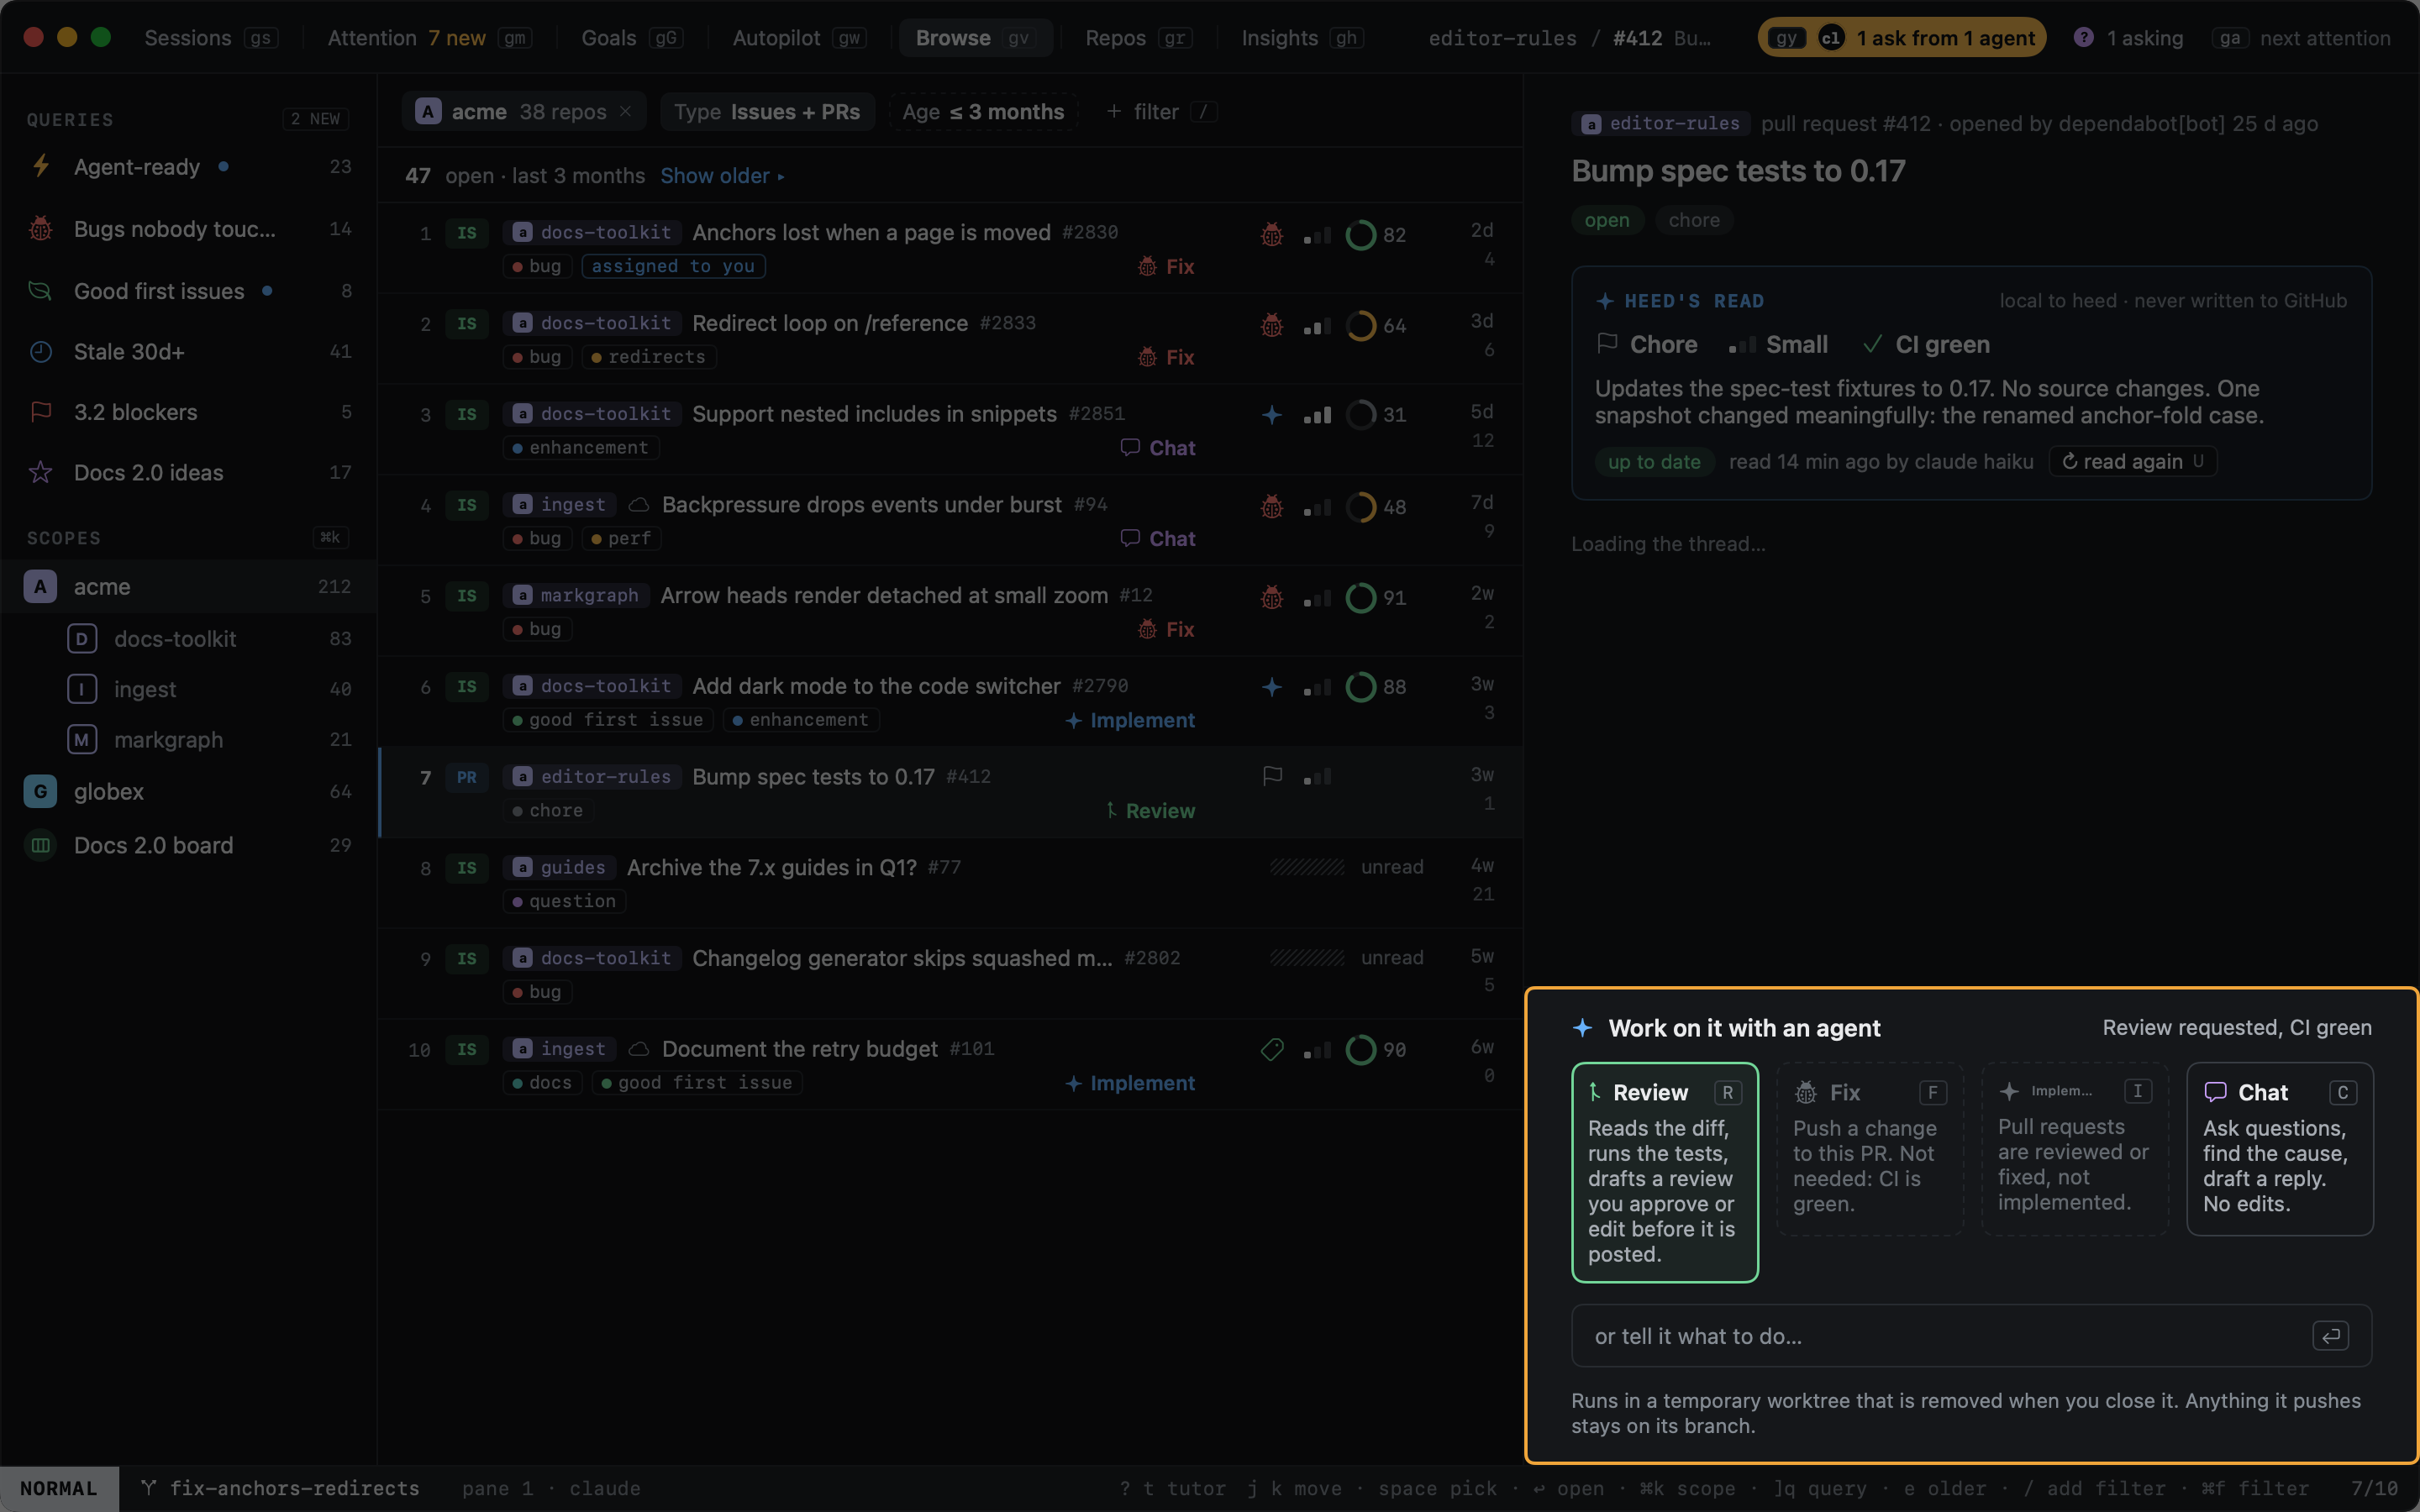 Sessions gs Attention 7 new gm Goals gG Autopilot gw Browse gv Repos gr Insights gh editor-rules / #412 Bu… gy cl 1 ask from 1 agent ? 1 asking ga next attention
QUERIES 2 NEW
Agent-ready 23
Bugs nobody touc… 14
Good first issues 8
Stale 30d+ 41
3.2 blockers 5
Docs 2.0 ideas 17
SCOPES ⌘k
A acme 212
D docs-toolkit 83
I ingest 40
M markgraph 21
G globex 64
Docs 2.0 board 29
A acme 38 repos × Type Issues + PRs Age ≤ 3 months + filter /
47 open · last 3 months Show older ▸
1 IS a docs-toolkit Anchors lost when a page is moved #2830 82 2d
bug assigned to you Fix 4
2 IS a docs-toolkit Redirect loop on /reference #2833 64 3d
bug redirects Fix 6
3 IS a docs-toolkit Support nested includes in snippets #2851 31 5d
enhancement Chat 12
4 IS a ingest Backpressure drops events under burst #94 48 7d
bug perf Chat 9
5 IS a markgraph Arrow heads render detached at small zoom #12 91 2w
bug Fix 2
6 IS a docs-toolkit Add dark mode to the code switcher #2790 88 3w
good first issue enhancement Implement 3
7 PR a editor-rules Bump spec tests to 0.17 #412 3w
chore Review 1
8 IS a guides Archive the 7.x guides in Q1? #77 unread 4w
question 21
9 IS a docs-toolkit Changelog generator skips squashed m… #2802 unread 5w
bug 5
10 IS a ingest Document the retry budget #101 90 6w
docs good first issue Implement 0
a editor-rules pull request #412 · opened by dependabot[bot] 25 d ago
Bump spec tests to 0.17
open chore
HEED'S READ local to heed · never written to GitHub
Chore Small CI green
Updates the spec-test fixtures to 0.17. No source changes. One
snapshot changed meaningfully: the renamed anchor-fold case.
up to date read 14 min ago by claude haiku read again U
Loading the thread…
Work on it with an agent Review requested, CI green
Review R
Reads the diff,
runs the tests,
drafts a review
you approve or
edit before it is
posted.
Fix F
Push a change
to this PR. Not
needed: CI is
green.
Implem… I
Pull requests
are reviewed or
fixed, not
implemented.
Chat C
Ask questions,
find the cause,
draft a reply.
No edits.
or tell it what to do…
Runs in a temporary worktree that is removed when you close it. Anything it pushes
stays on its branch.
NORMAL fix-anchors-redirects pane 1 · claude ? t tutor j k move · space pick · ↩ open · ⌘k scope · ]q query · e older · / add filter · ⌘f filter 7/10